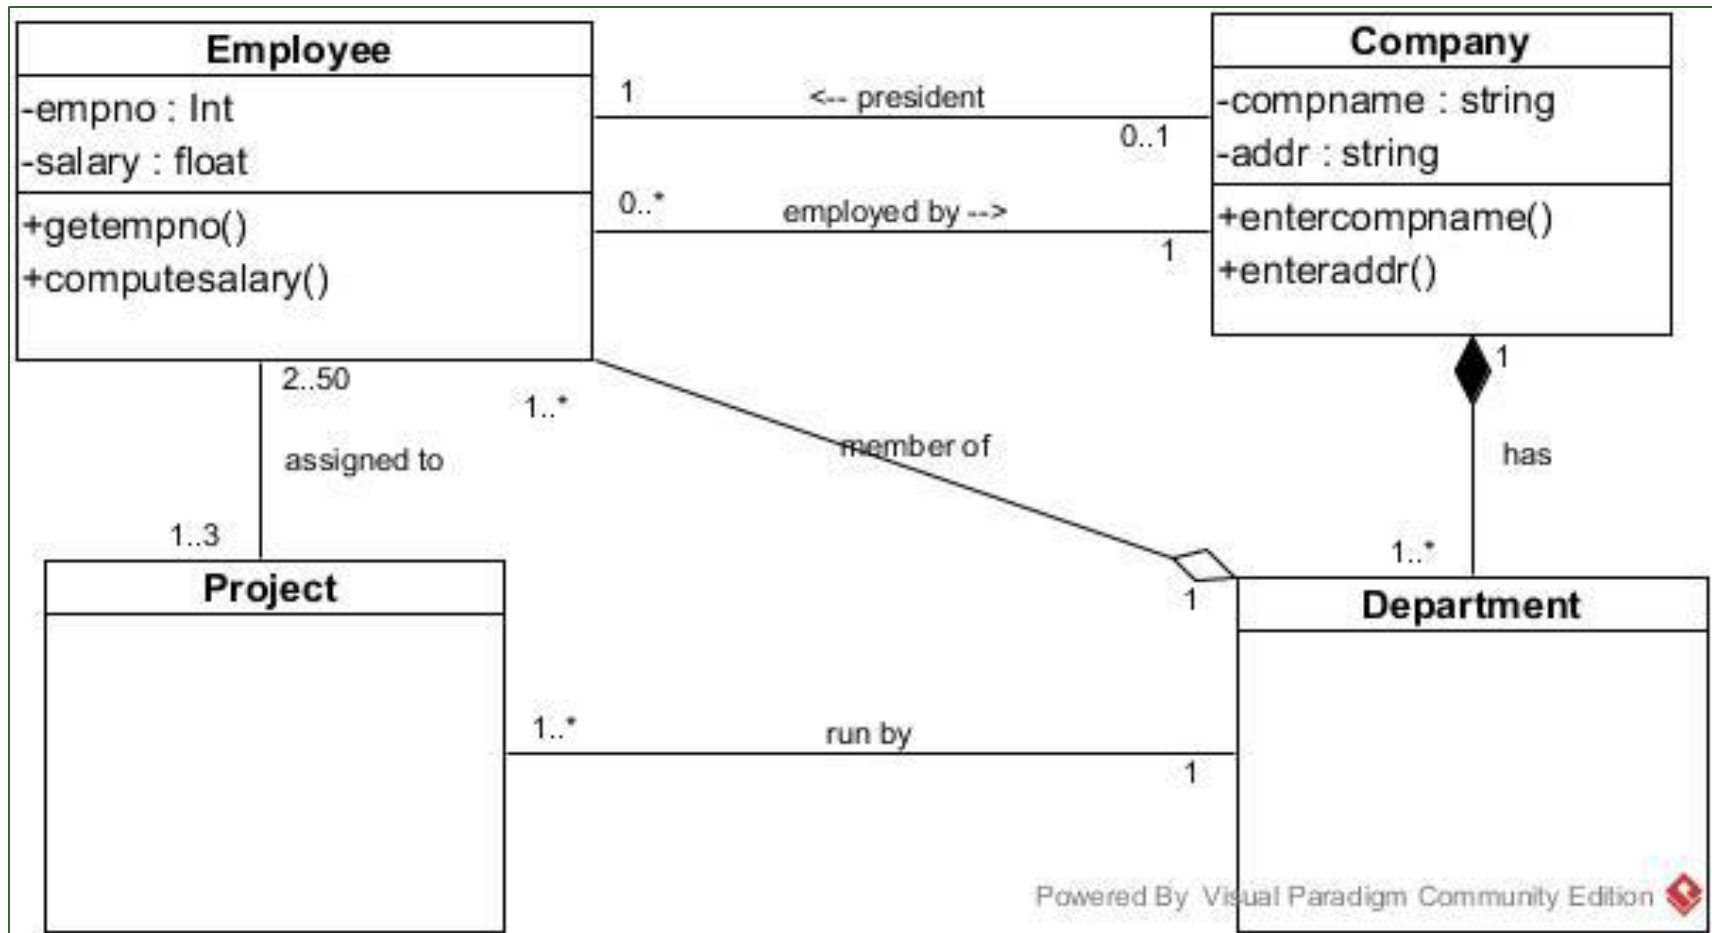 Employee
-empno : Int
-salary : float
+getempno()
+computesalary()
Company
-compname : string
-addr : string
+entercompname()
+enteraddr()
1
<-- president
0..1
0..*
employed by -->
1
2..50
assigned to
1..3
1..*
member of
1
1
has
1..*
Project
Department
1..*
run by
1
Powered By Visual Paradigm Community Edition